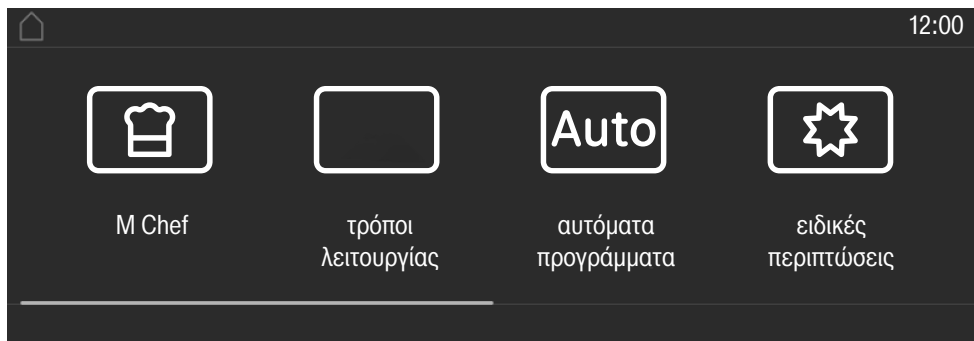 12:00
Auto
M Chef
τρόποι
λειτουργίας
αυτόματα
προγράμματα
ειδικές
περιπτώσεις